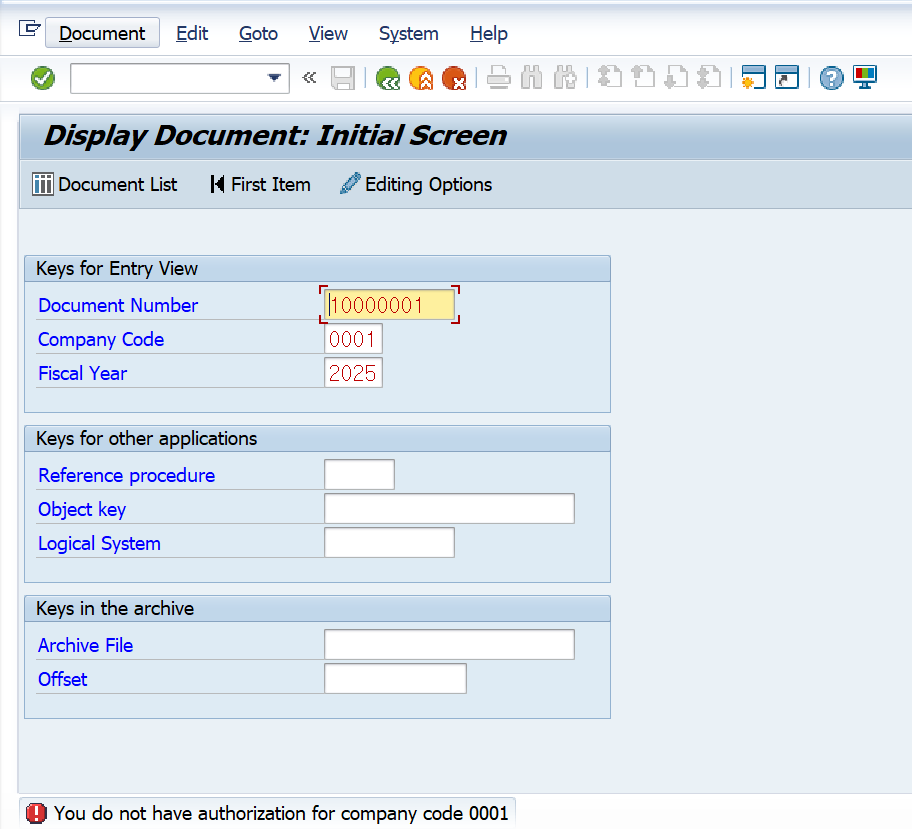 Document Edit Goto View System Help
Display Document: Initial Screen
Document List First Item Editing Options
Keys for Entry View
Document Number 10000001
Company Code 0001
Fiscal Year 2025
Keys for other applications
Reference procedure
Object key
Logical System
Keys in the archive
Archive File
Offset
You do not have authorization for company code 0001